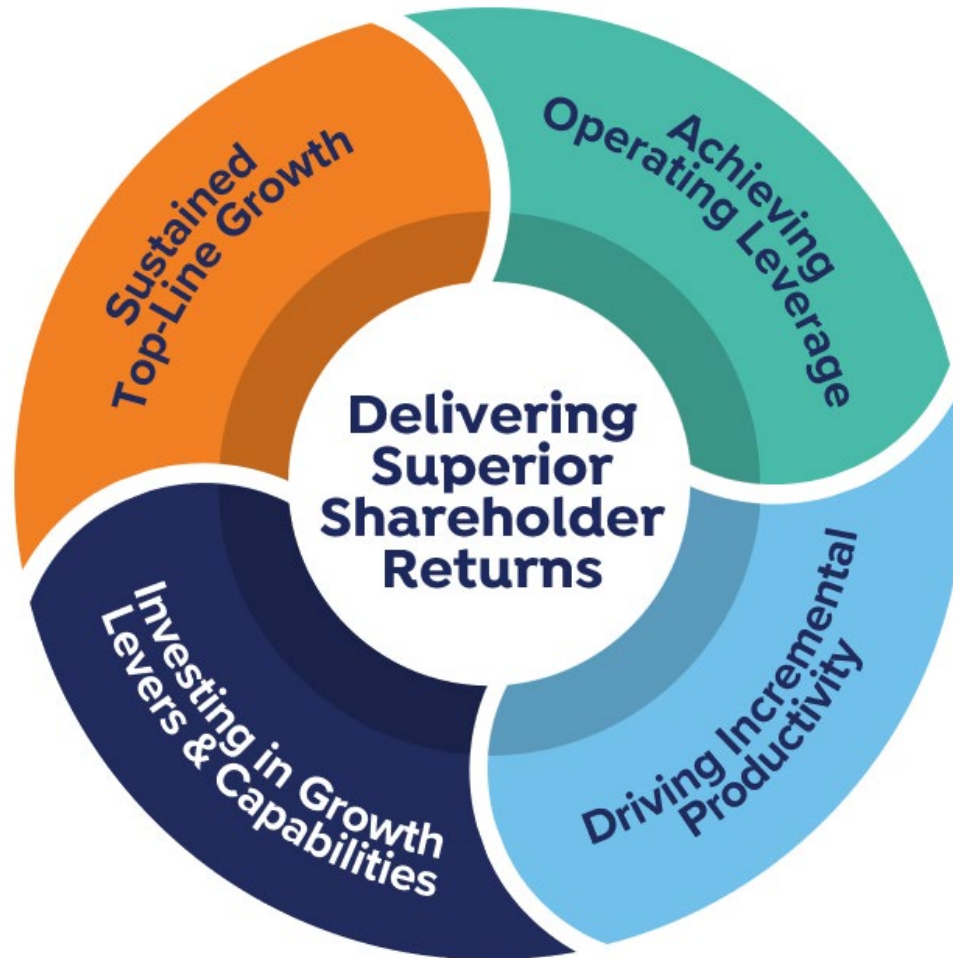 Sustained
Top-Line Growth
Achieving
Operating Leverage
Delivering
Superior
Shareholder
Returns
Investing in Growth
Levers & Capabilities
Driving Incremental
Productivity